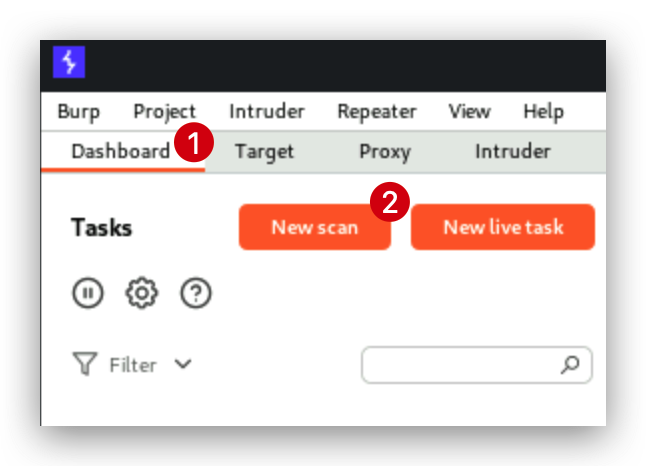 Burp Project Intruder Repeater View Help
Dashboard 1 Target Proxy Intruder
2
Tasks New scan New live task
Filter